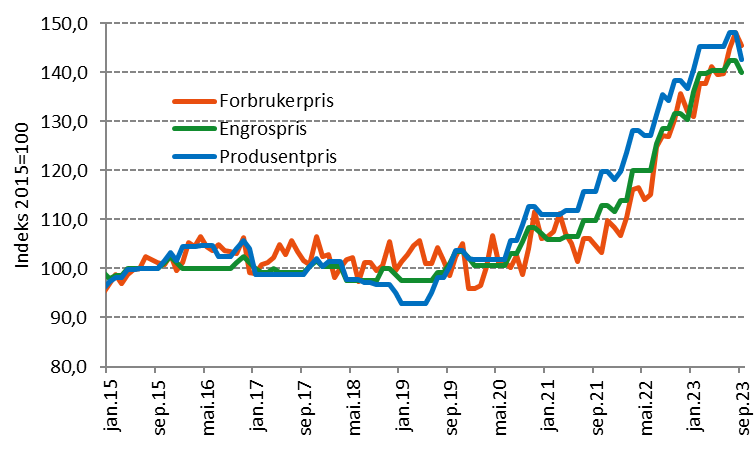 Indeks 2015=100
150,0
140,0
130,0
120,0
110,0
100,0
90,0
80,0
Forbrukerpris
Engrospris
Produsentpris
jan.15
sep.15
mai.16
jan.17
sep.17
mai.18
jan.19
sep.19
mai.20
jan.21
sep.21
mai.22
jan.23
sep.23